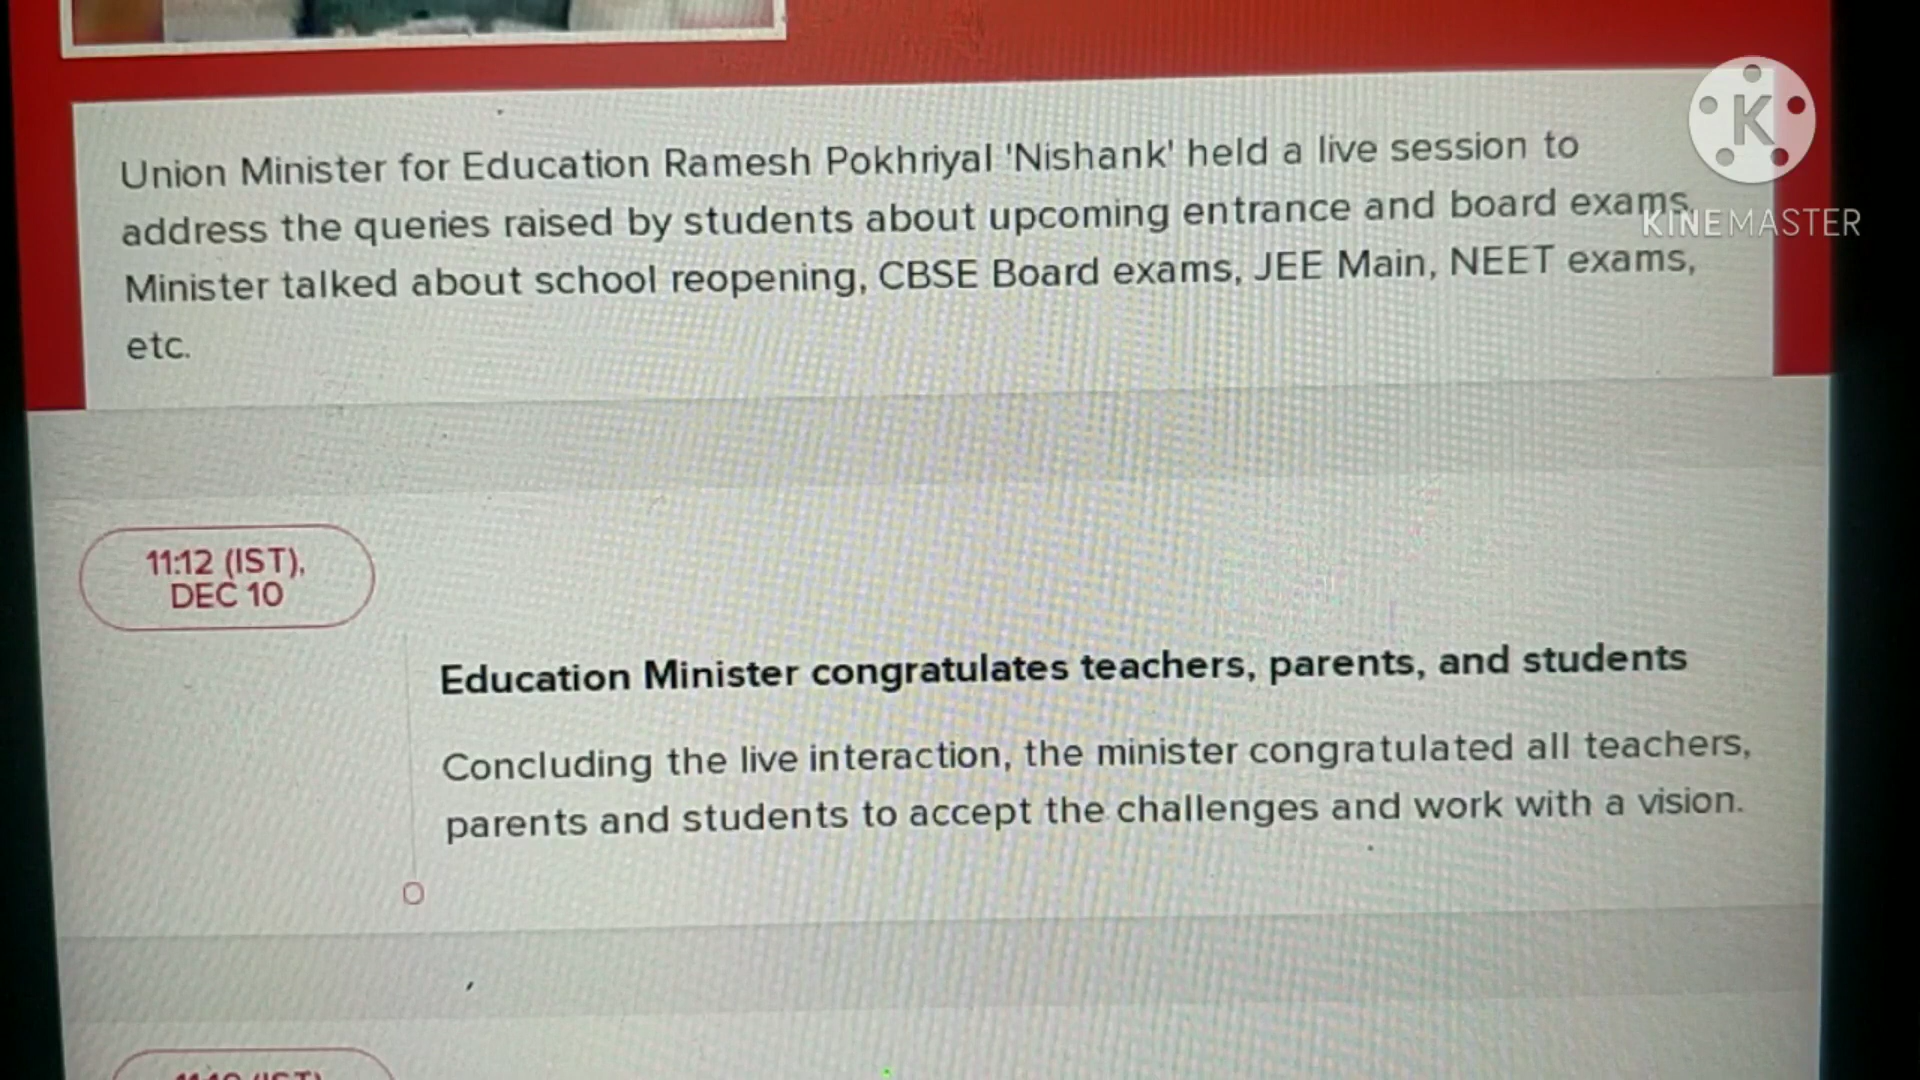 K
KINEMASTER
Union Minister for Education Ramesh Pokhriyal 'Nishank' held a live session to
address the queries raised by students about upcoming entrance and board exams.
Minister talked about school reopening, CBSE Board exams, JEE Main, NEET exams,
etc.
11:12 (IST),
DEC 10
Education Minister congratulates teachers, parents, and students
Concluding the live interaction, the minister congratulated all teachers,
parents and students to accept the challenges and work with a vision.